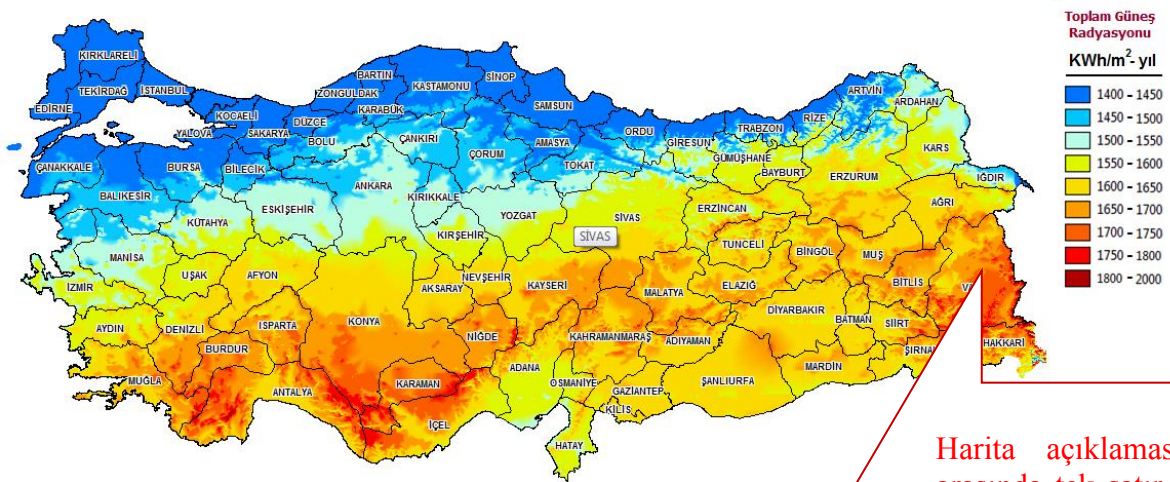 Toplam Güneş
Radyasyonu
KWh/m²- yıl
1400 - 1450
1450 - 1500
1500 - 1550
1550 - 1600
1600 - 1650
1650 - 1700
1700 - 1750
1750 - 1800
1800 - 2000
KIRKLARELİ
TEKİRDAĞ
İSTANBUL
EDİRNE
KOCAELİ
YALOVA
SAKARYA
DÜZCE
ZONGULDAK
BARTIN
KARABÜK
KASTAMONU
SİNOP
SAMSUN
BOLU
ÇANKIRI
ÇORUM
AMASYA
TOKAT
ORDU
GİRESUN
TRABZON
RİZE
ARTVİN
ARDAHAN
GÜMÜŞHANE
BAYBURT
ERZURUM
KARS
IĞDIR
ÇANAKKALE
BURSA
BİLECİK
BALIKESİR
ESKİŞEHİR
ANKARA
KIRIKKALE
YOZGAT
SİVAS
SİVAS
ERZİNCAN
AĞRI
KÜTAHYA
KIRŞEHİR
TUNCELİ
BİNGÖL
MUŞ
MANİSA
UŞAK
AFYON
NEVŞEHİR
AKSARAY
KAYSERİ
MALATYA
ELAZIĞ
BİTLİS
İZMİR
AYDIN
DENİZLİ
ISPARTA
KONYA
NİĞDE
KAHRAMANMARAŞ
ADIYAMAN
DİYARBAKIR
BATMAN
SİİRT
BURDUR
HAKKARİ
ŞIRNA
MARDİN
MUĞLA
ANTALYA
KARAMAN
ADANA
OSMANİYE
GAZİANTEP
ŞANLIURFA
KİLİS
İÇEL
HATAY
Harita açıklamas